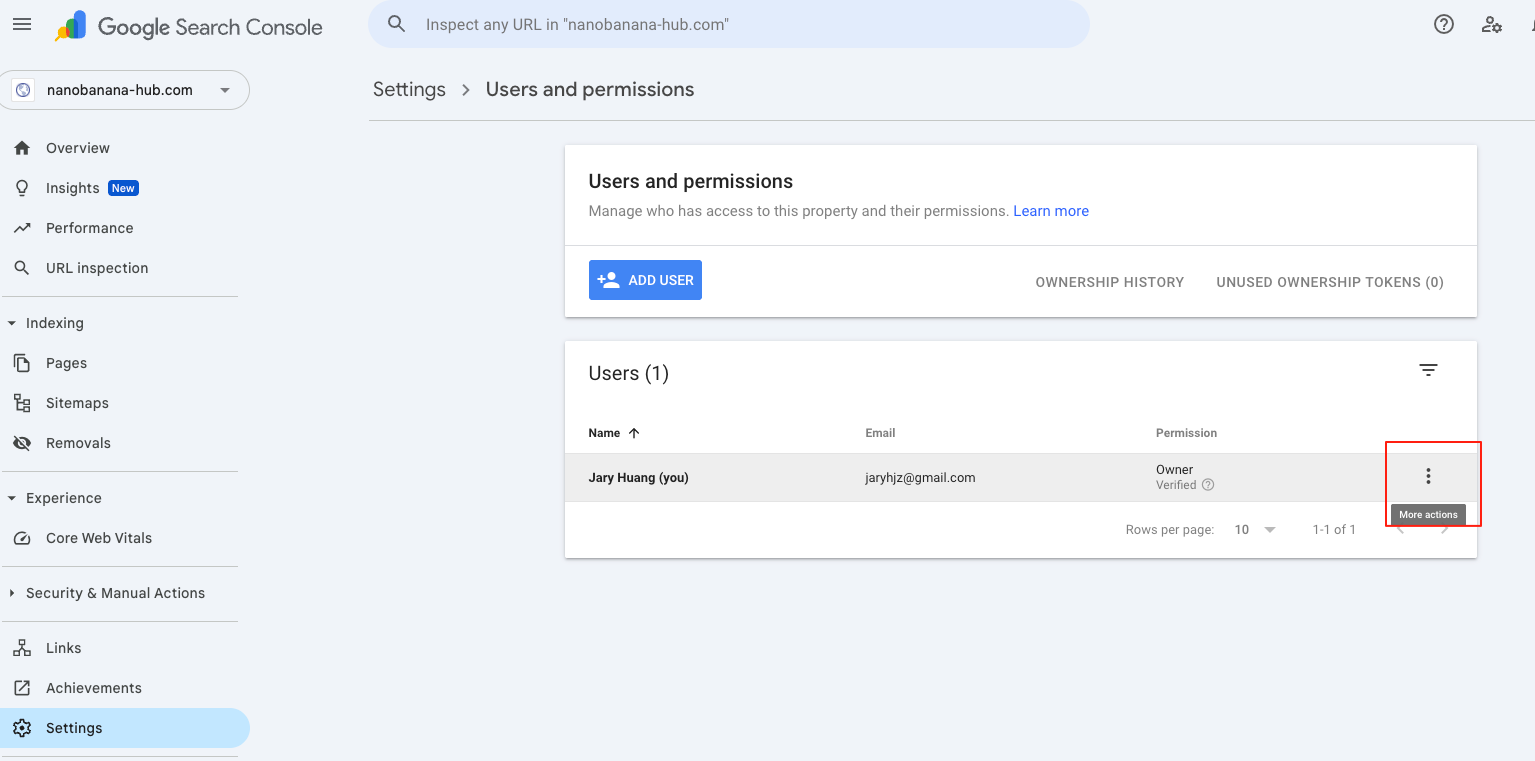 Google Search Console
Inspect any URL in "nanobanana-hub.com"
nanobanana-hub.com
Settings > Users and permissions
Overview
Insights New
Performance
URL inspection
Indexing
Pages
Sitemaps
Removals
Experience
Core Web Vitals
Security & Manual Actions
Links
Achievements
Settings
Users and permissions
Manage who has access to this property and their permissions. Learn more
ADD USER
OWNERSHIP HISTORY
UNUSED OWNERSHIP TOKENS (0)
Users (1)
Name Email Permission
Jary Huang (you) jaryhjz@gmail.com Owner
Verified
More actions
Rows per page: 10 1-1 of 1